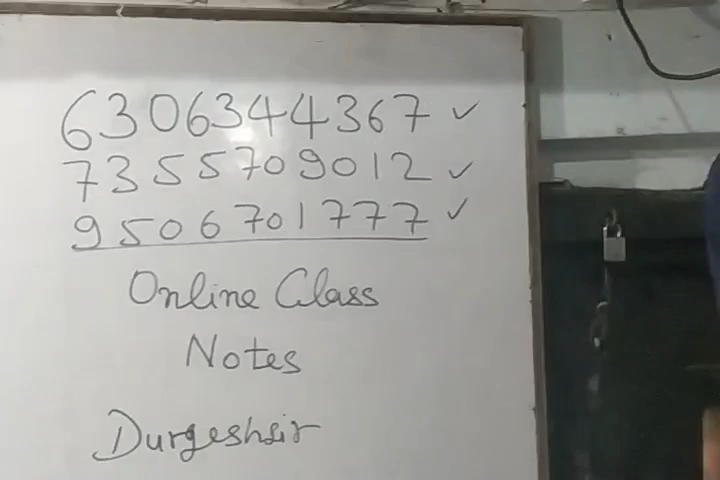 6306344367 ✓
7355709012 ✓
9506701777 ✓
Online Class
Notes
Durgeshsir